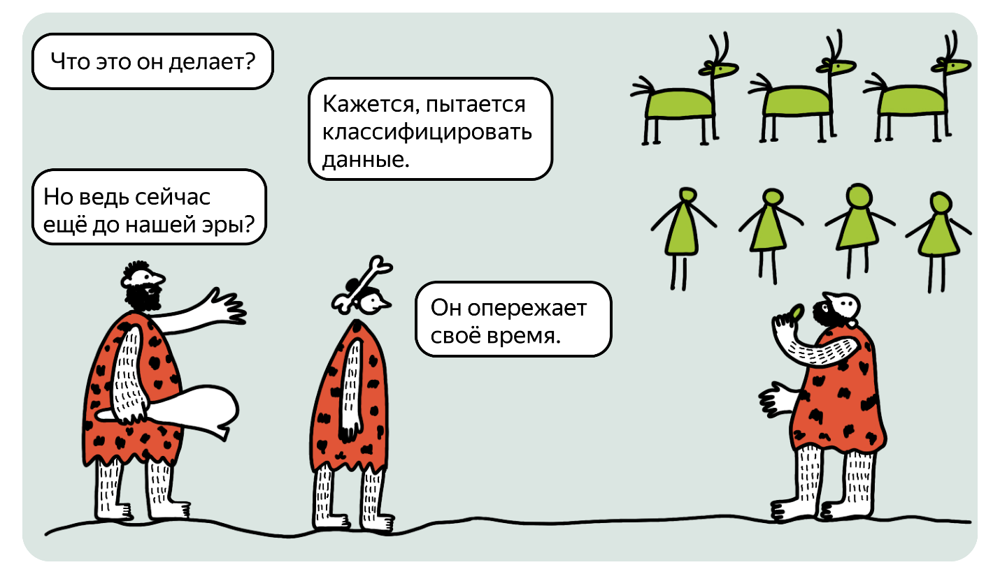 Что это он делает?
Кажется, пытается
классифицировать
данные.
Но ведь сейчас
ещё до нашей эры?
Он опережает
своё время.